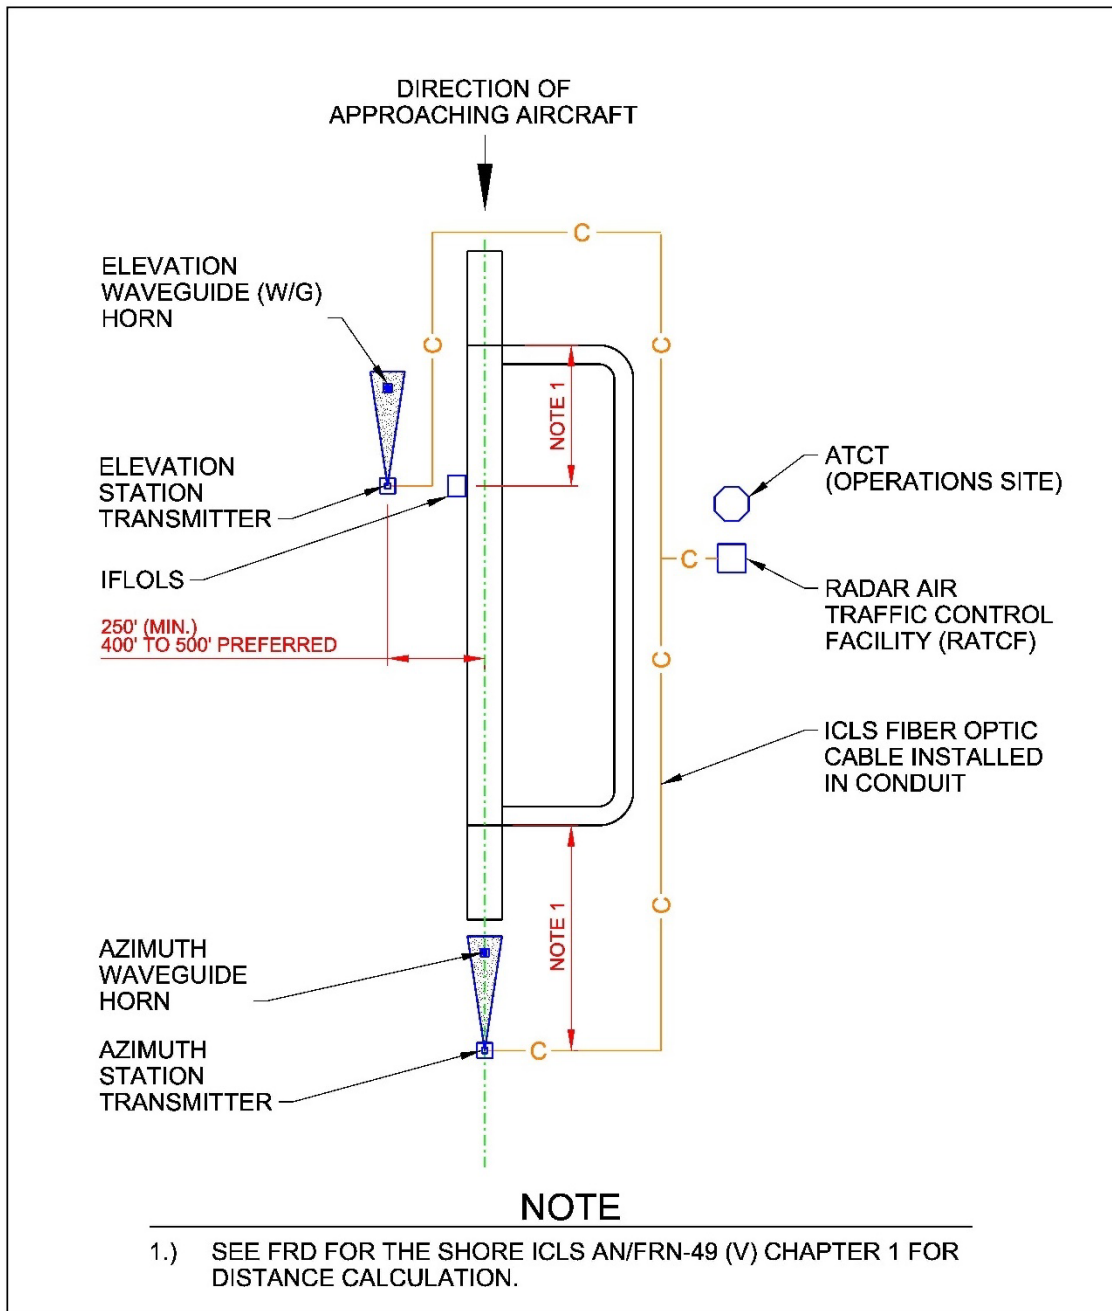 DIRECTION OF
APPROACHING AIRCRAFT
C
ELEVATION
WAVEGUIDE (W/G)
HORN
C
C
NOTE 1
ELEVATION
STATION
TRANSMITTER
ATCT
(OPERATIONS SITE)
IFLOLS
C
RADAR AIR
TRAFFIC CONTROL
FACILITY (RATCF)
250' (MIN.)
400' TO 500' PREFERRED
C
ICLS FIBER OPTIC
CABLE INSTALLED
IN CONDUIT
C
NOTE 1
AZIMUTH
WAVEGUIDE
HORN
AZIMUTH
STATION
TRANSMITTER
C
NOTE
1.) SEE FRD FOR THE SHORE ICLS AN/FRN-49 (V) CHAPTER 1 FOR
DISTANCE CALCULATION.